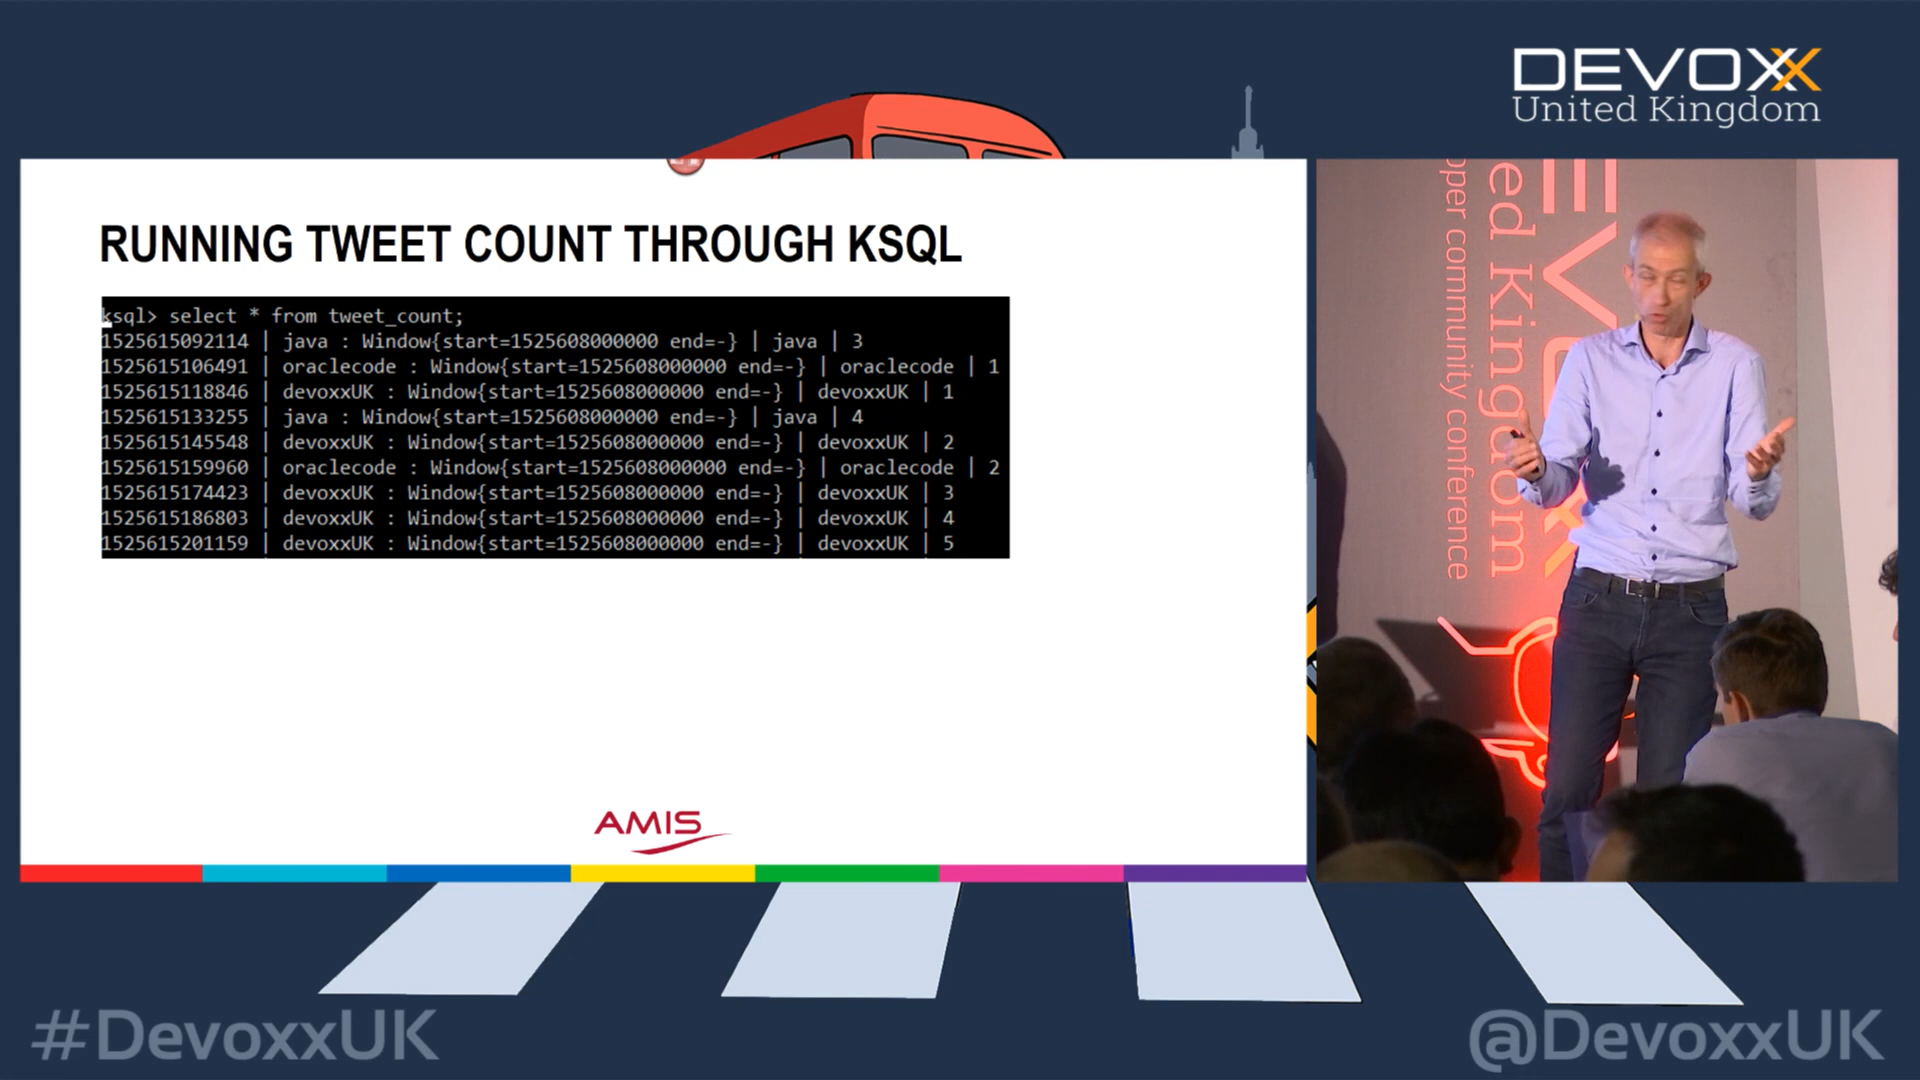 DEVOXX
United Kingdom
RUNNING TWEET COUNT THROUGH KSQL
ksql> select * from tweet_count;
1525615092114 | java : Window{start=1525608000000 end=-} | java | 3
1525615106491 | oraclecode : Window{start=1525608000000 end=-} | oraclecode | 1
1525615118846 | devoxxUK : Window{start=1525608000000 end=-} | devoxxUK | 1
1525615133255 | java : Window{start=1525608000000 end=-} | java | 4
1525615145548 | devoxxUK : Window{start=1525608000000 end=-} | devoxxUK | 2
1525615159960 | oraclecode : Window{start=1525608000000 end=-} | oraclecode | 2
1525615174423 | devoxxUK : Window{start=1525608000000 end=-} | devoxxUK | 3
1525615186803 | devoxxUK : Window{start=1525608000000 end=-} | devoxxUK | 4
1525615201159 | devoxxUK : Window{start=1525608000000 end=-} | devoxxUK | 5
AMIS
ed Kingdom
oper community conference
#DevoxxUK
@DevoxxUK